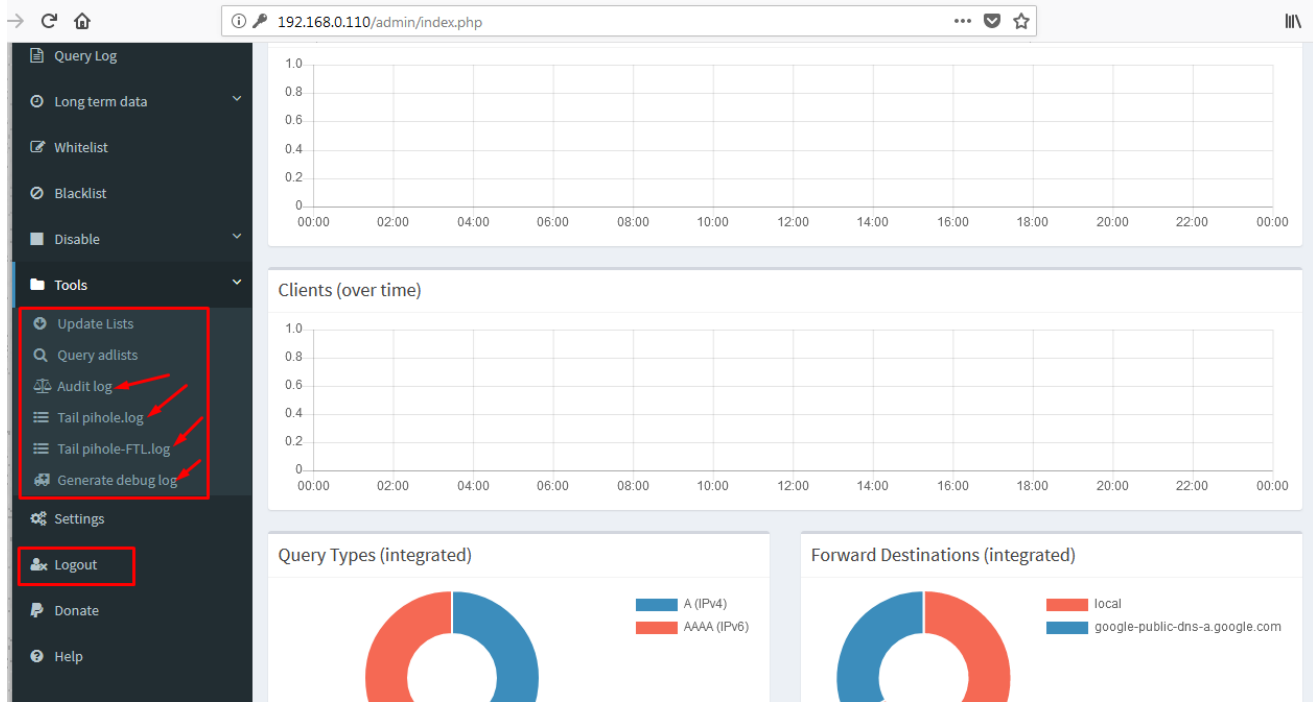 192.168.0.110/admin/index.php
Query Log
Long term data
Whitelist
Blacklist
Disable
Tools
Update Lists
Query adlists
Audit log
Tail pihole.log
Tail pihole-FTL.log
Generate debug log
Settings
Logout
Donate
Help
1.0
0.8
0.6
0.4
0.2
0
00:00 02:00 04:00 06:00 08:00 10:00 12:00 14:00 16:00 18:00 20:00 22:00 00:00
Clients (over time)
1.0
0.8
0.6
0.4
0.2
0
00:00 02:00 04:00 06:00 08:00 10:00 12:00 14:00 16:00 18:00 20:00 22:00 00:00
Query Types (integrated)
A (IPv4)
AAAA (IPv6)
Forward Destinations (integrated)
local
google-public-dns-a.google.com